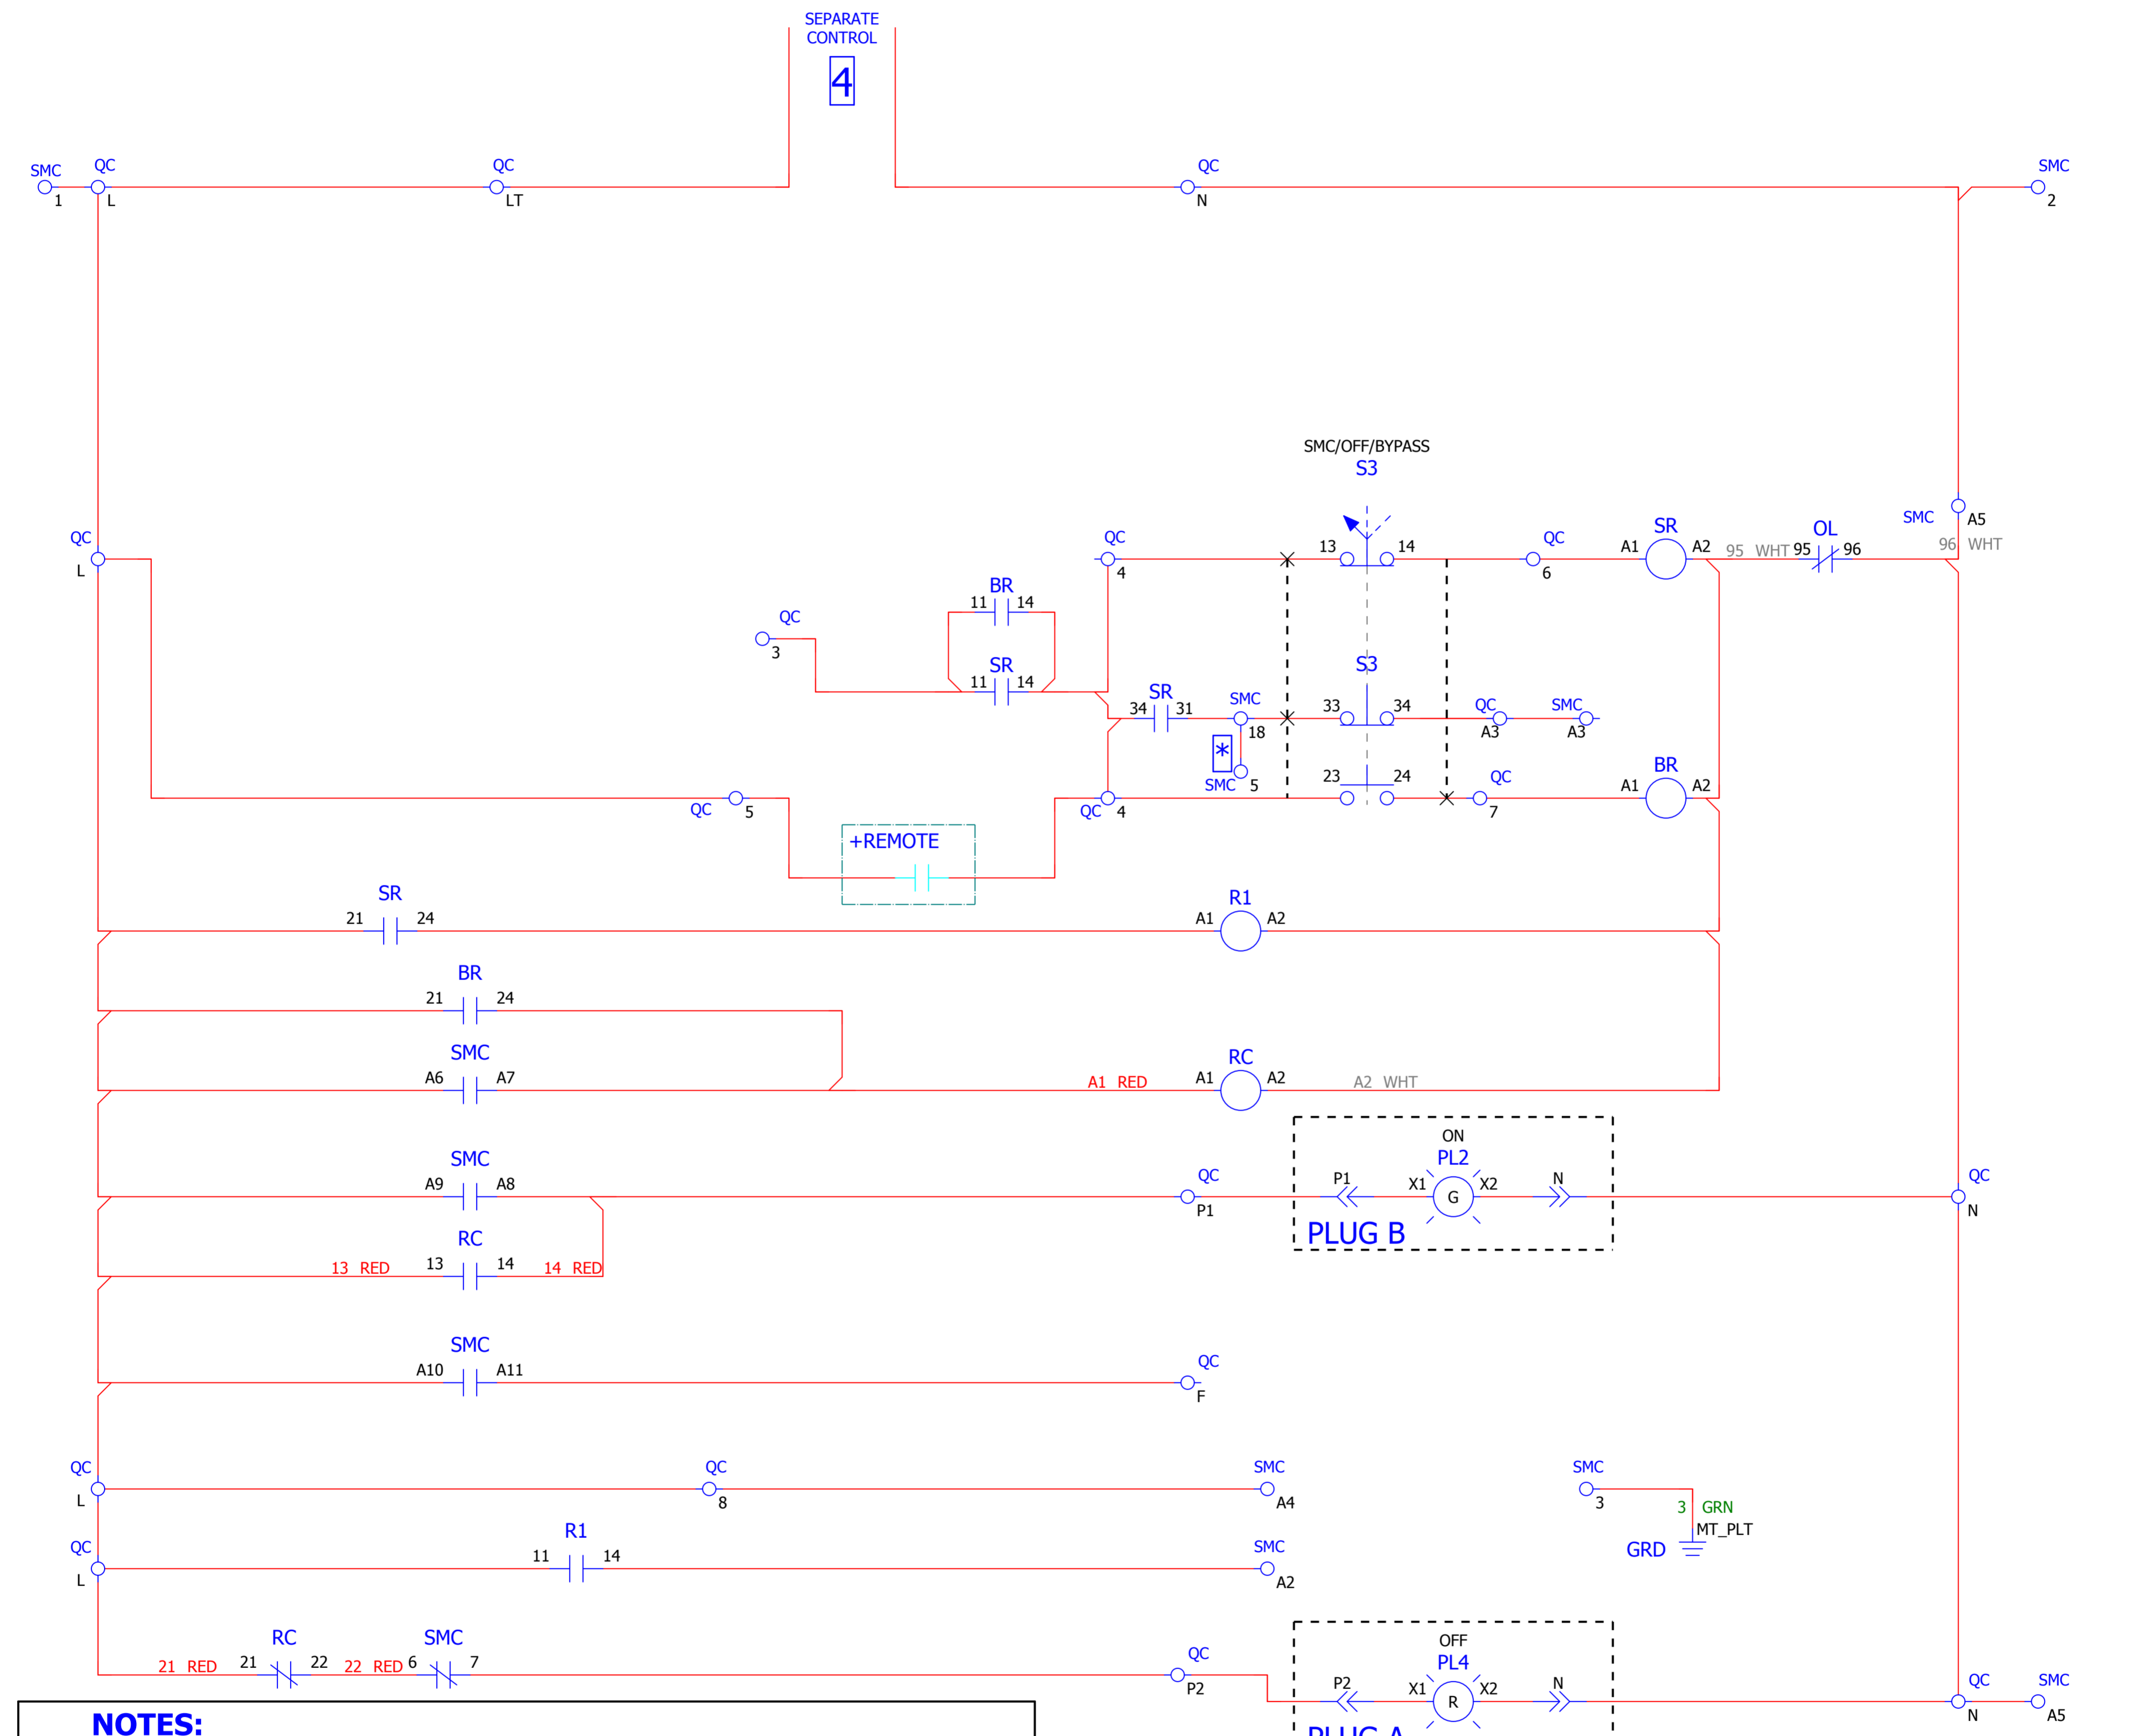 SEPARATE
CONTROL
4
SMC
1
QC
L
QC
LT
QC
N
SMC
2
SMC/OFF/BYPASS
S3
SMC
A5
96 WHT
QC
L
QC
4
13
14
QC
6
SR
A1
A2
95 WHT
OL
95
96
BR
11
14
QC
3
SR
11
14
SR
34
31
SMC
18
*
SMC 5
S3
33
34
QC
A3
SMC
A3
23
24
QC
7
BR
A1
A2
QC
5
QC
4
+REMOTE
SR
21
24
R1
A1
A2
BR
21
24
SMC
A6
A7
A1 RED
RC
A1
A2
A2 WHT
SMC
A9
A8
QC
P1
ON
PL2
P1
X1
G
X2
N
PLUG B
QC
N
RC
13 RED
13
14
14 RED
SMC
A10
A11
QC
F
QC
L
QC
8
SMC
A4
SMC
3
3 GRN
MT_PLT
GRD
QC
L
R1
11
14
SMC
A2
RC
21 RED
21
22
22 RED
SMC
6
7
QC
P2
OFF
PL4
P2
X1
R
X2
N
PLUG A
QC
N
SMC
A5
NOTES: